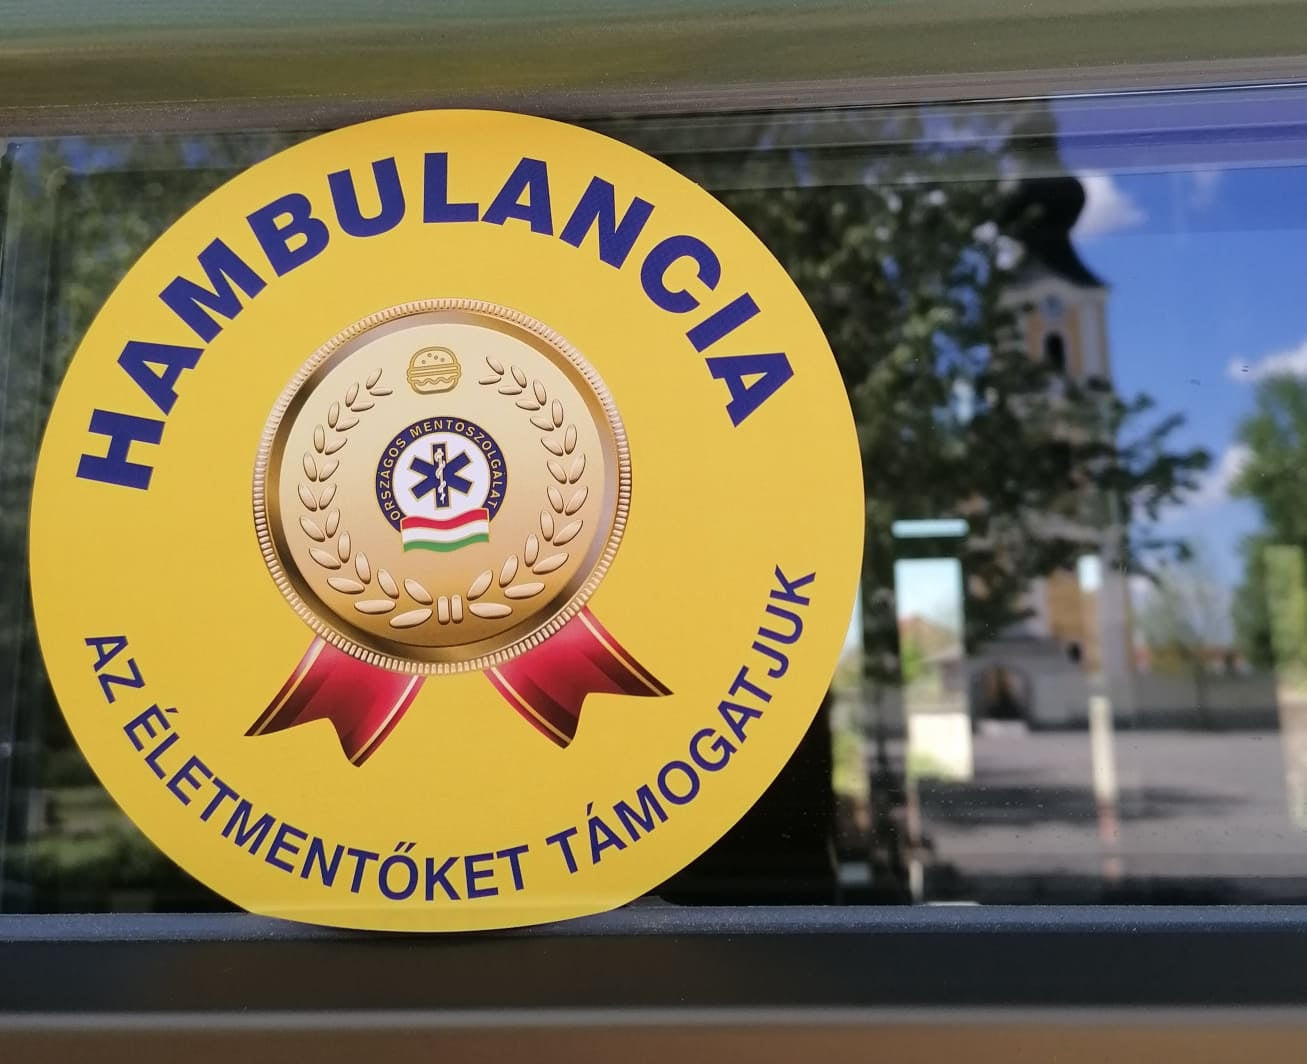 HAMBULANCIA
ORSZÁGOS MENTŐSZOLGÁLAT
AZ ÉLETMENTŐKET TÁMOGATJUK